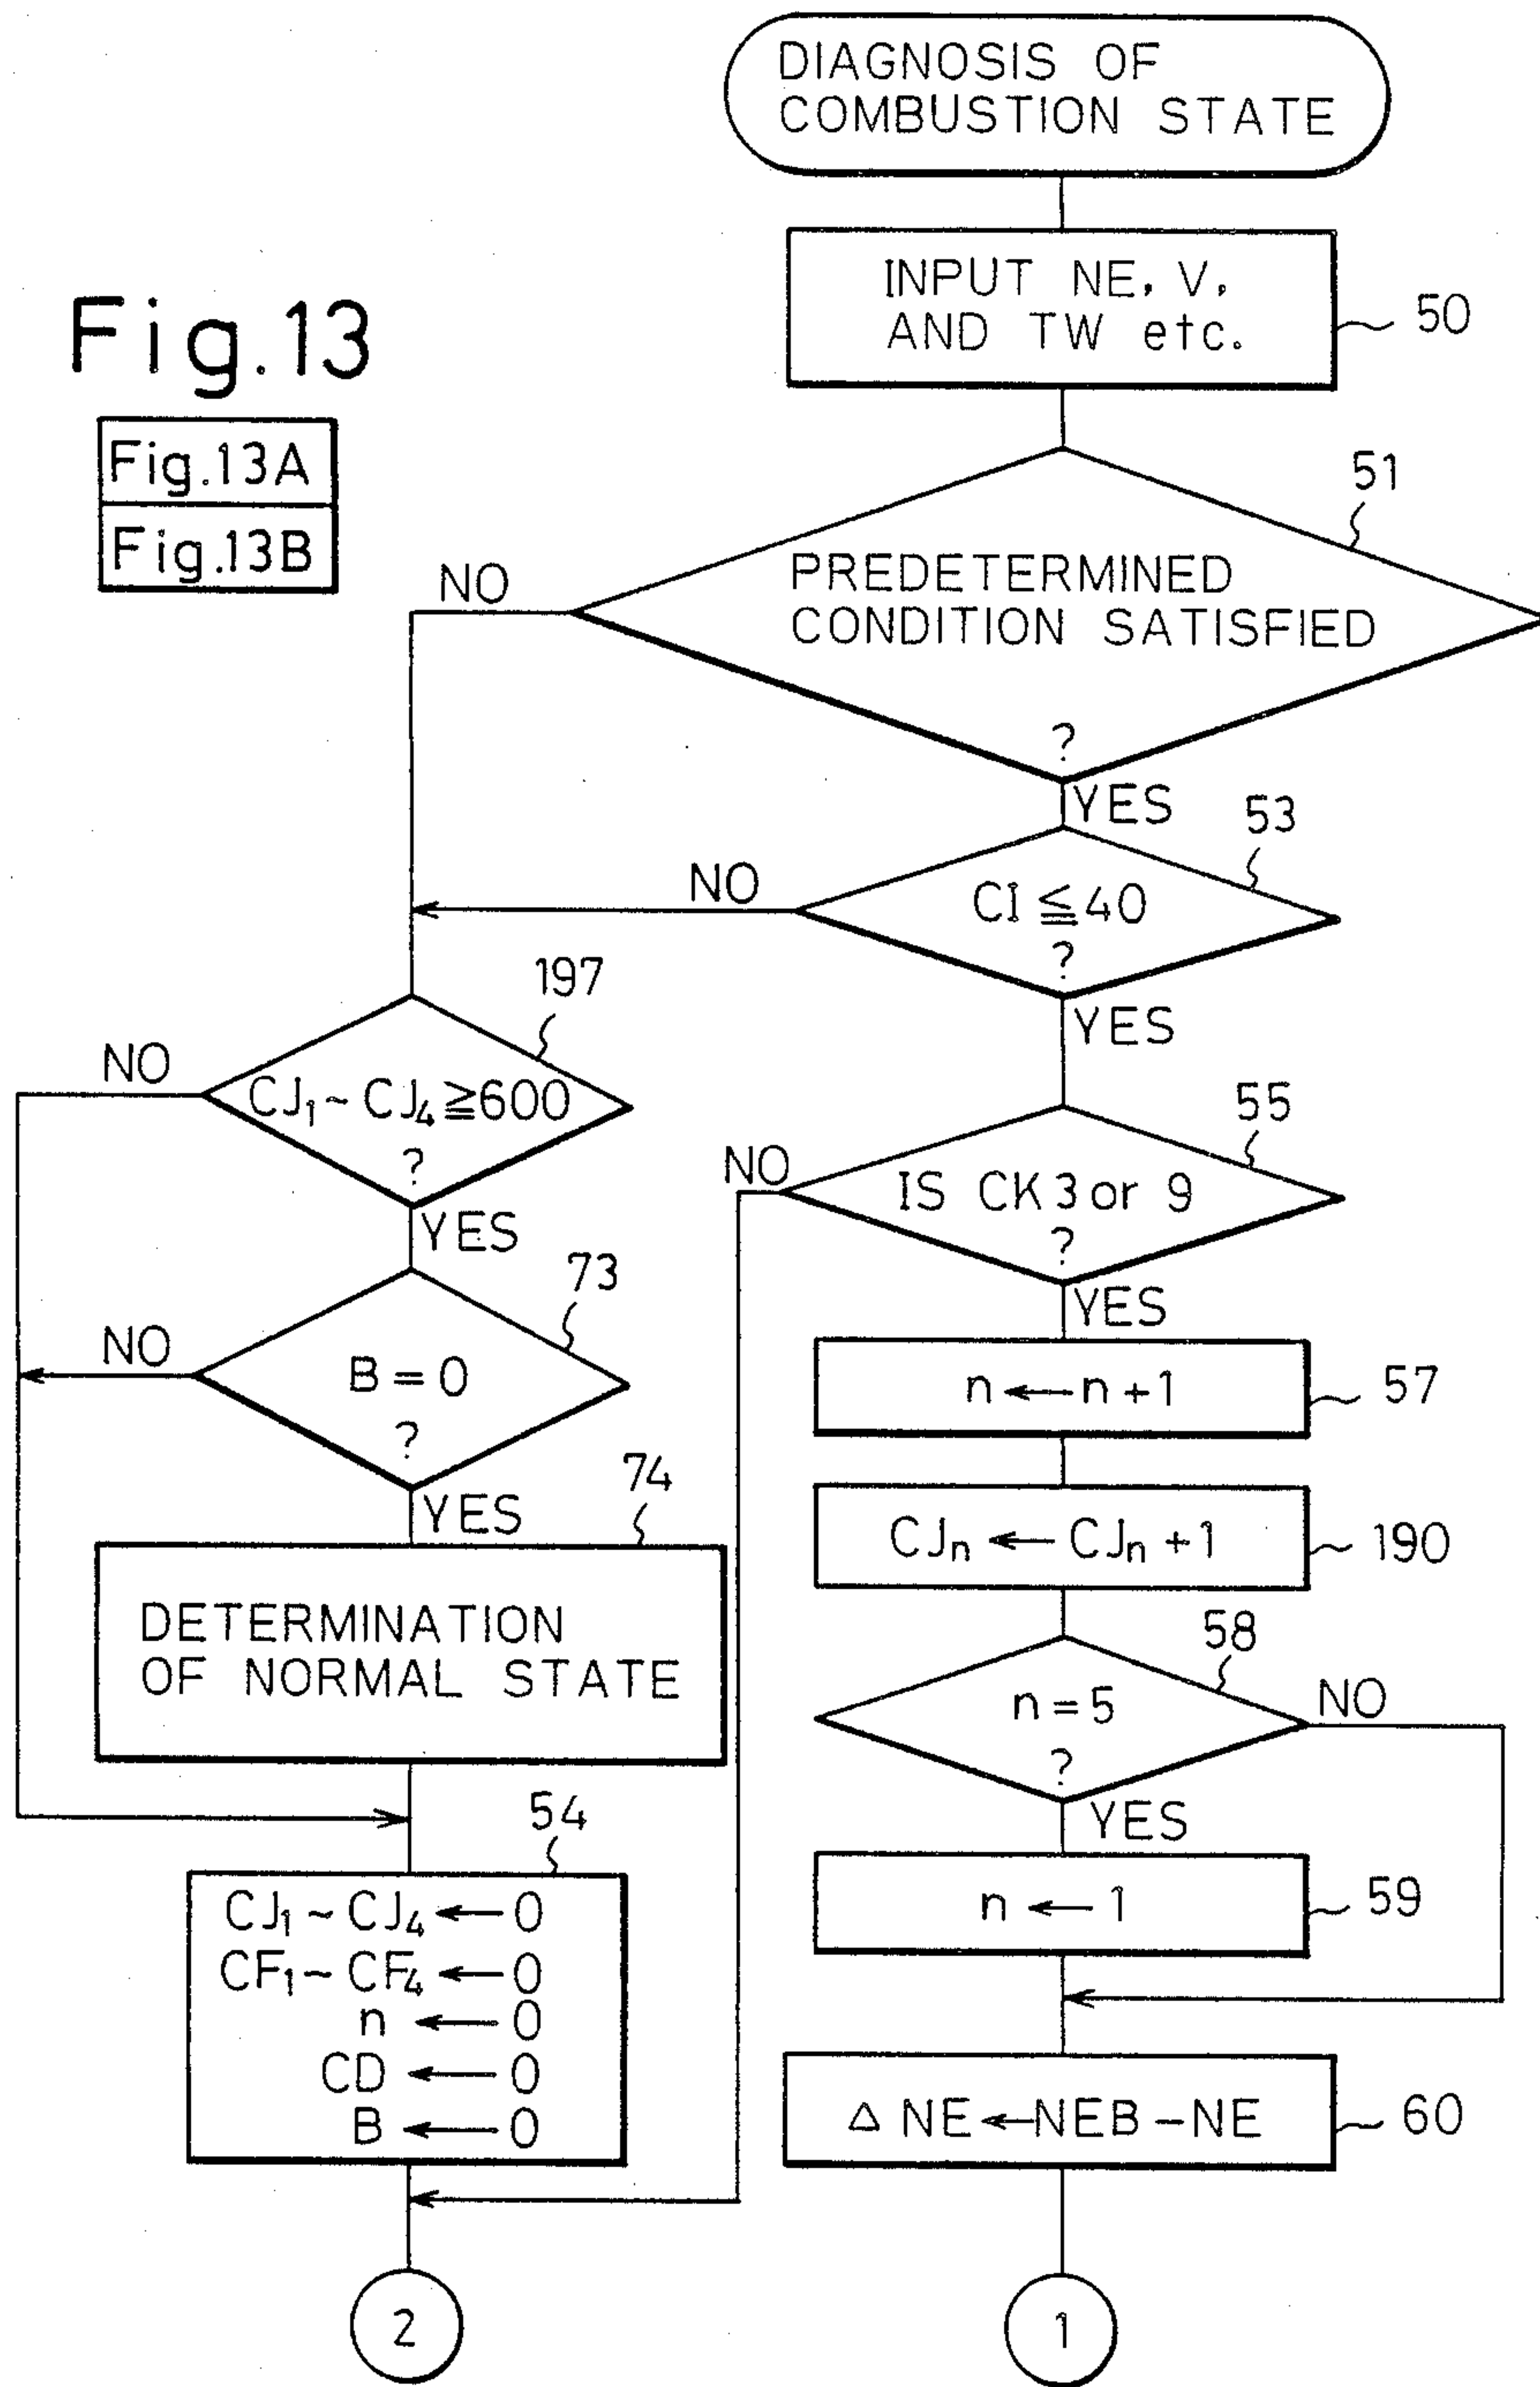 DIAGNOSIS OF
COMBUSTION STATE
INPUT NE, V,
AND TW etc.
50
Fig.13
Fig.13A
Fig.13B
51
PREDETERMINED
CONDITION SATISFIED
?
NO
YES
53
CI ≦ 40
?
NO
YES
197
CJ₁ ~ CJ₄ ≧ 600
?
NO
YES
55
IS CK 3 or 9
?
NO
YES
73
B = 0
?
NO
YES
n ← n + 1
57
74
DETERMINATION
OF NORMAL STATE
CJₙ ← CJₙ + 1
190
58
n = 5
?
NO
YES
n ← 1
59
54
CJ₁ ~ CJ₄ ← 0
CF₁ ~ CF₄ ← 0
n ← 0
CD ← 0
B ← 0
△ NE ← NEB - NE
60
2
1